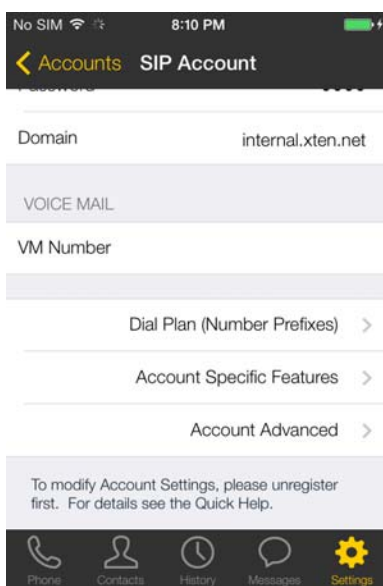 No SIM 8:10 PM
Accounts SIP Account
Domain internal.xten.net
VOICE MAIL
VM Number
Dial Plan (Number Prefixes)
Account Specific Features
Account Advanced
To modify Account Settings, please unregister
first. For details see the Quick Help.
Phone Contacts History Messages Settings